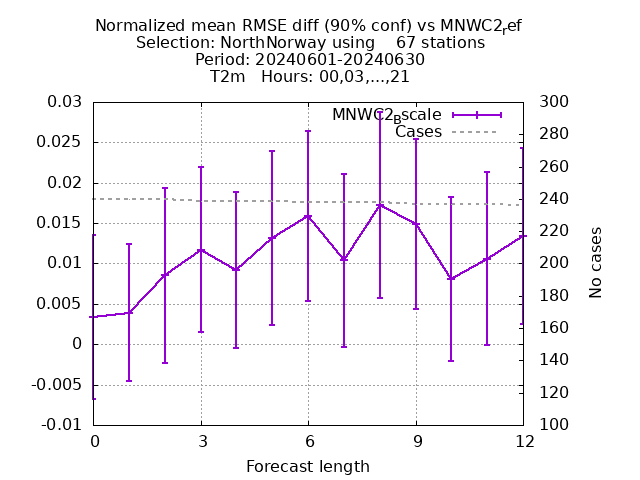 Normalized mean RMSE diff (90% conf) vs MNWC2ref
Selection: NorthNorway using 67 stations
Period: 20240601-20240630
T2m Hours: 00,03,...,21
MNWC2Bscale
Cases
0.03
0.025
0.02
0.015
0.01
0.005
0
-0.005
-0.01
300
280
260
240
220
200
180
160
140
120
100
No cases
0 3 6 9 12
Forecast length